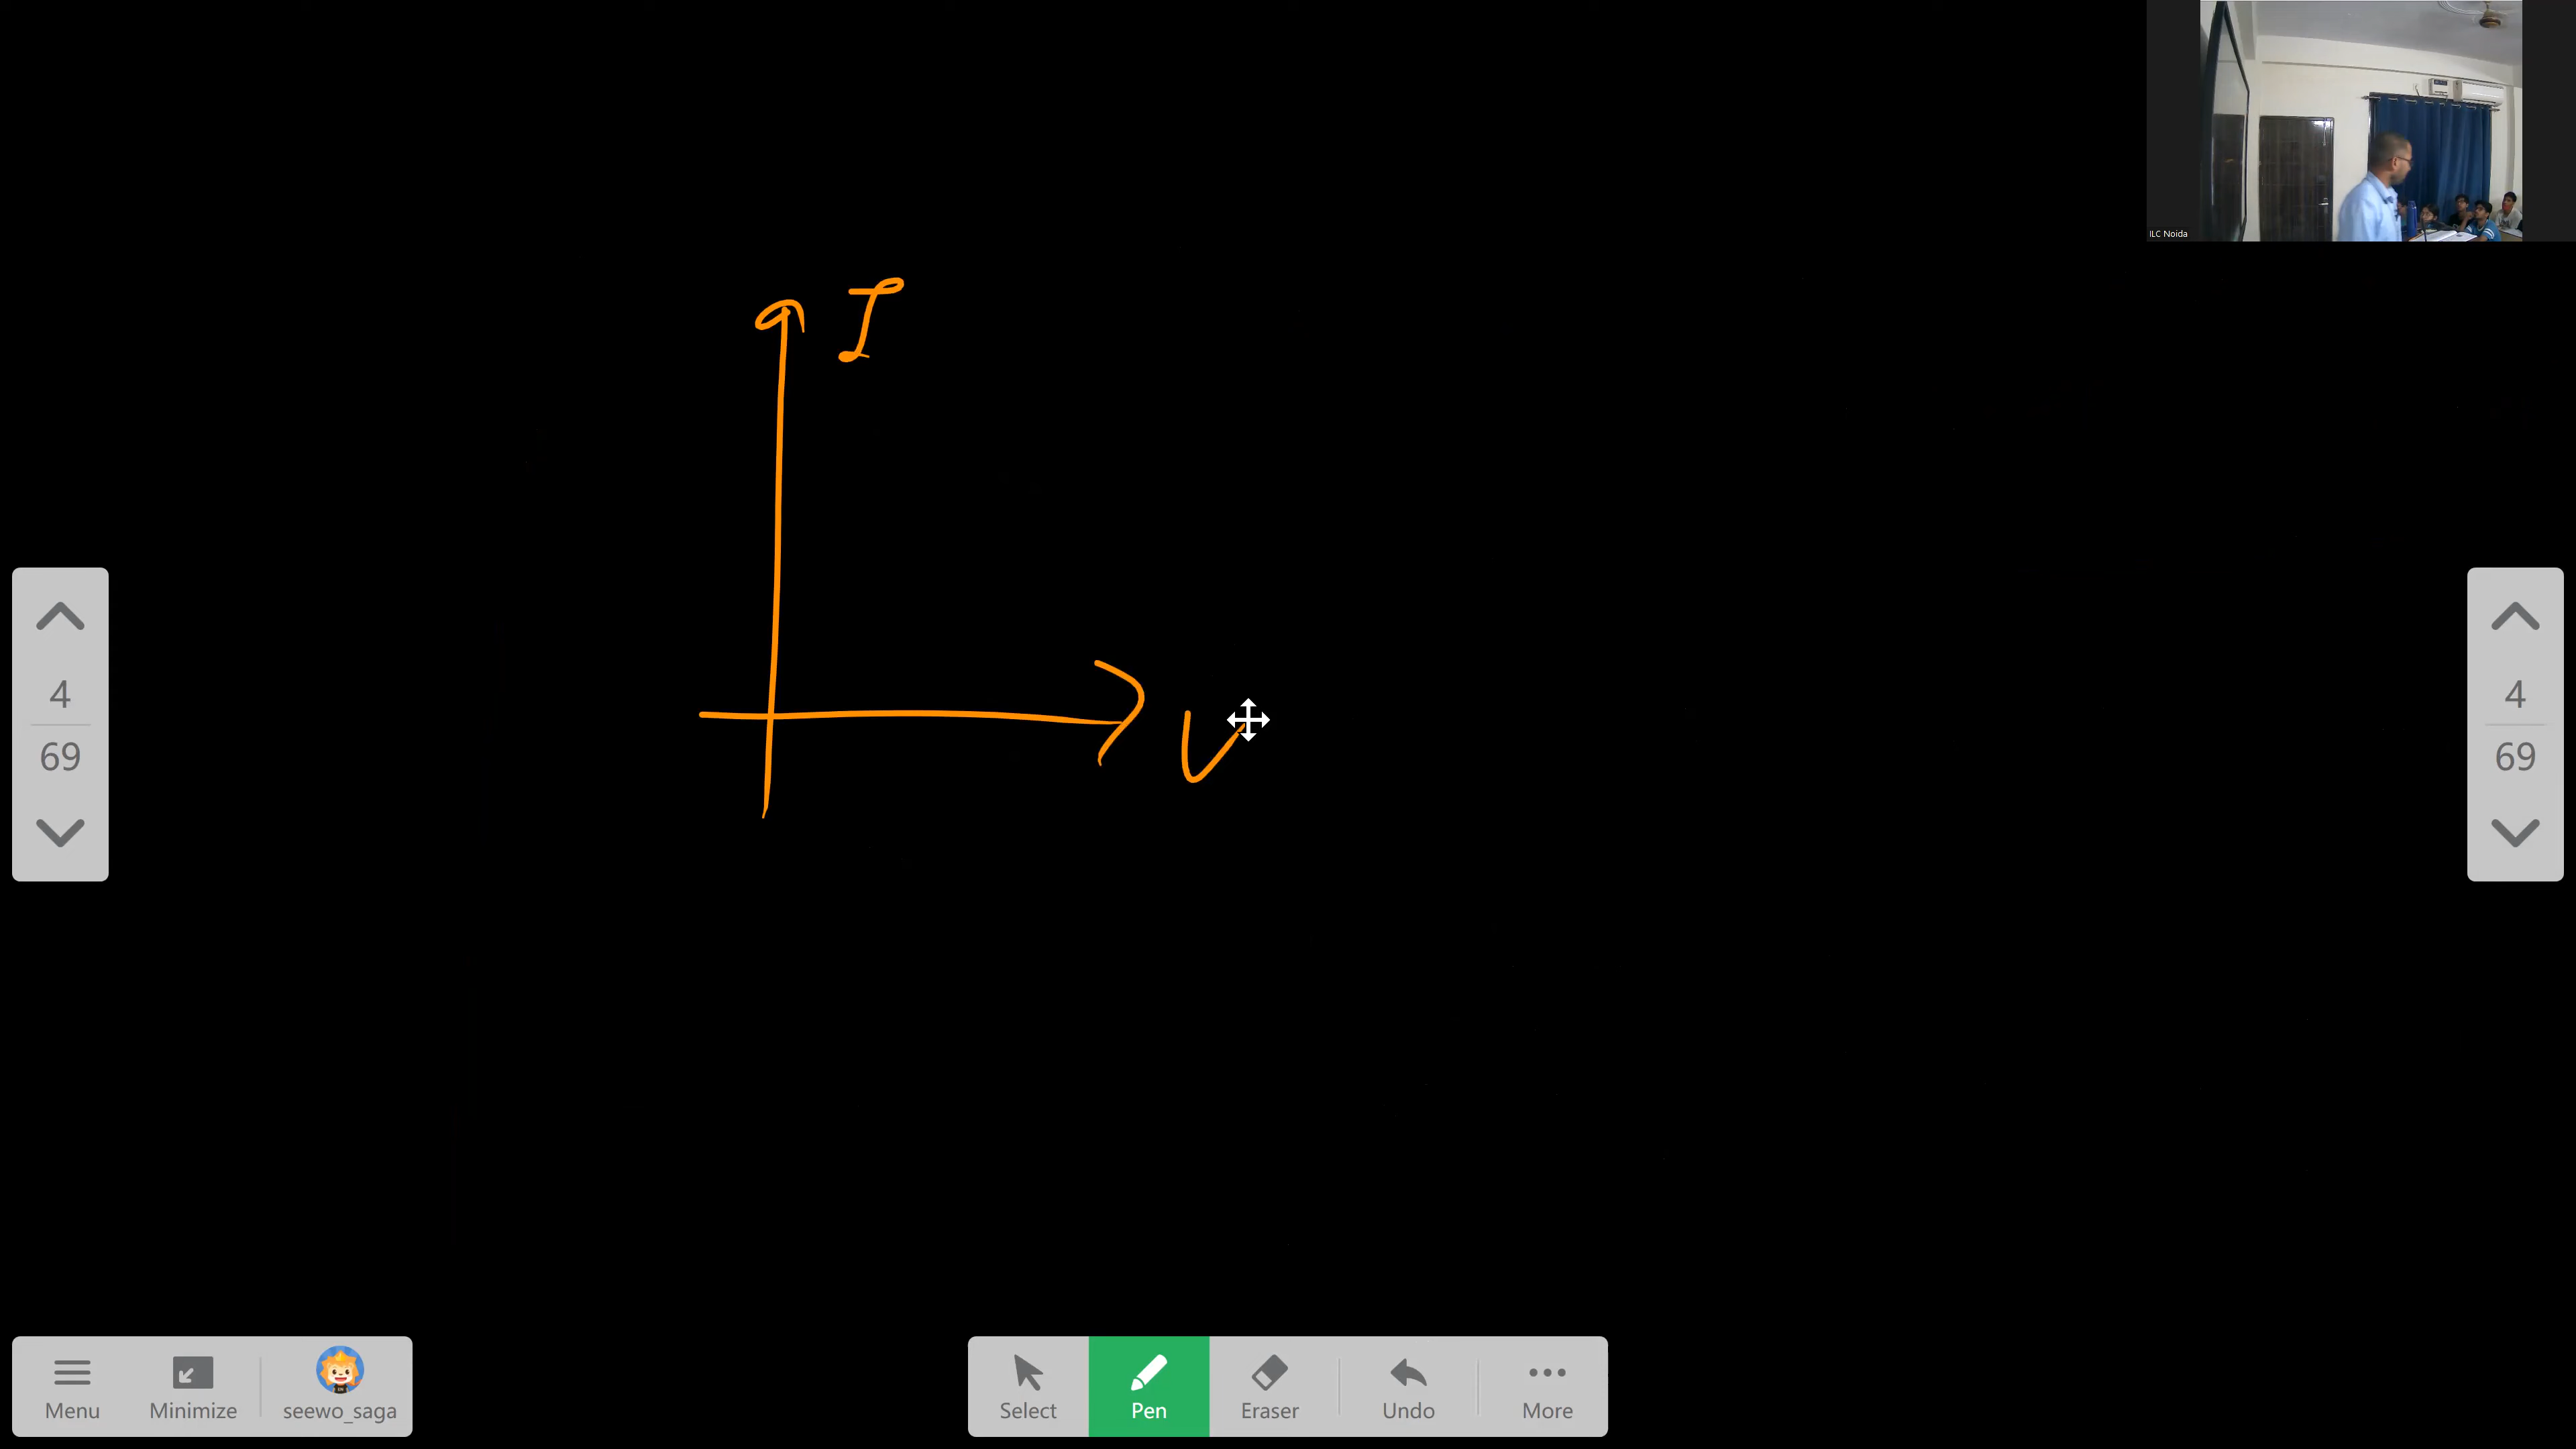 ILC Noida
I
V
4
69
4
69
Menu
Minimize
seewo_saga
Select
Pen
Eraser
Undo
More